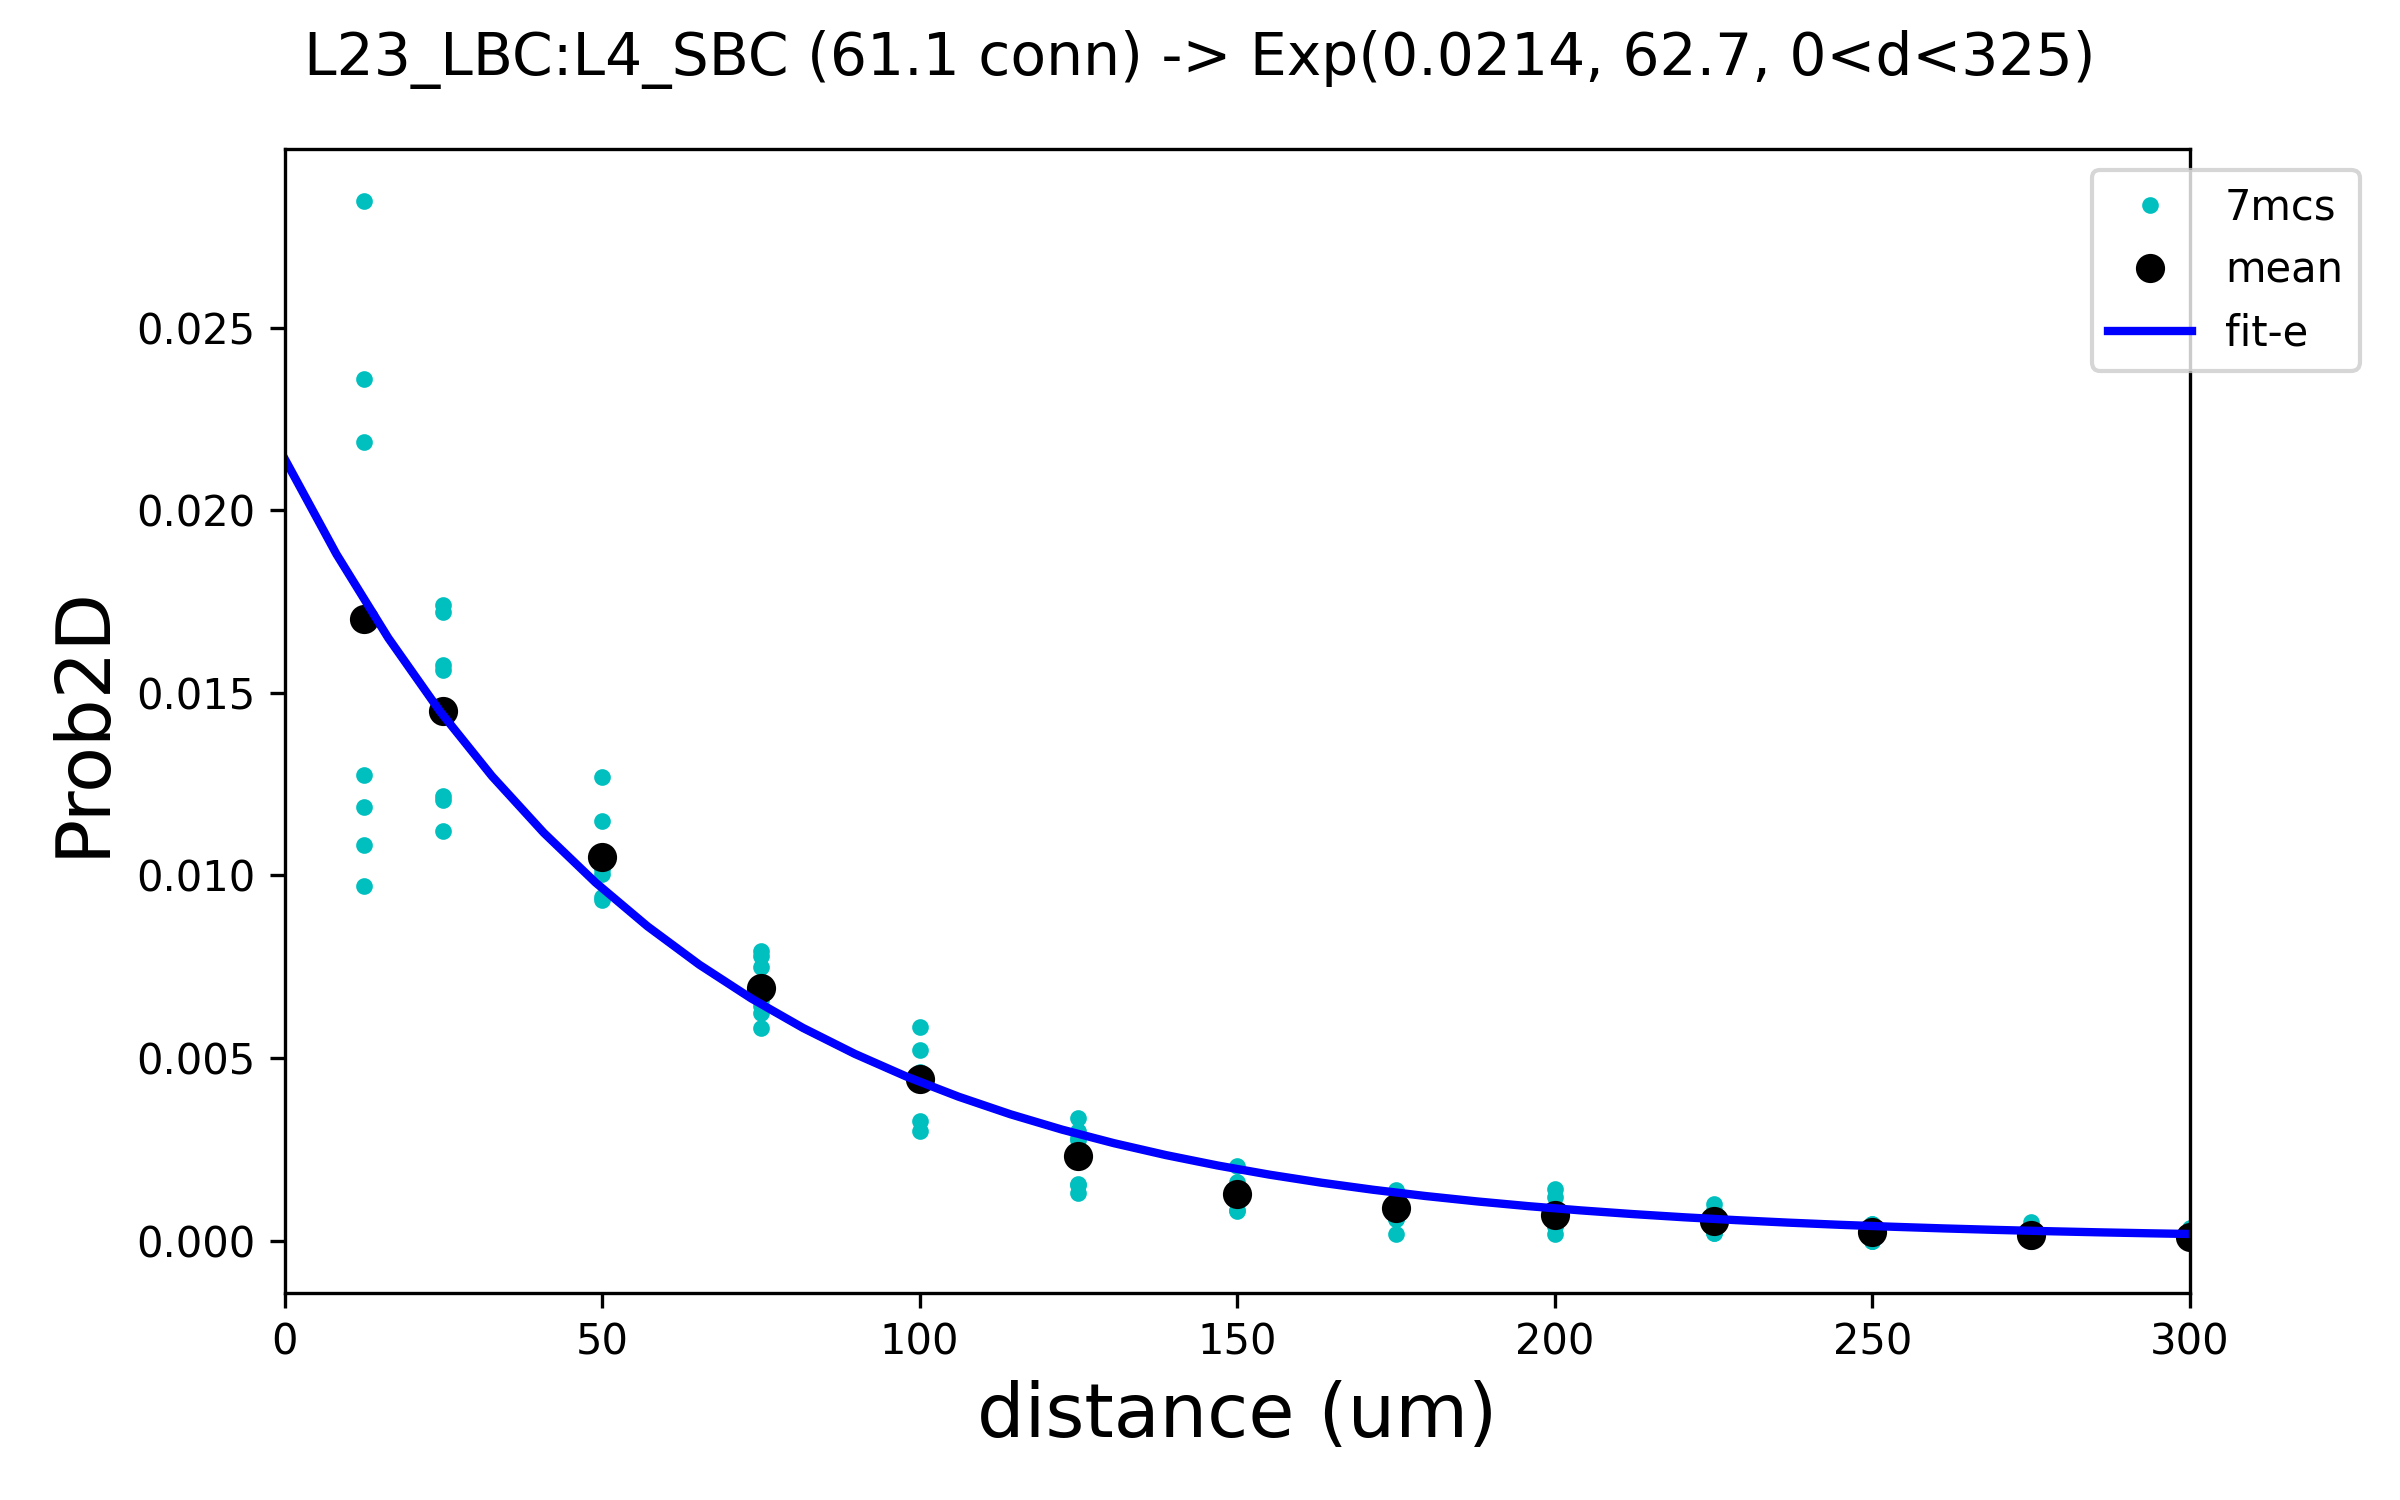 L23_LBC:L4_SBC (61.1 conn) -> Exp(0.0214, 62.7, 0<d<325)
7mcs
mean
fit-e
Prob2D
0.025
0.020
0.015
0.010
0.005
0.000
0 50 100 150 200 250 300
distance (um)